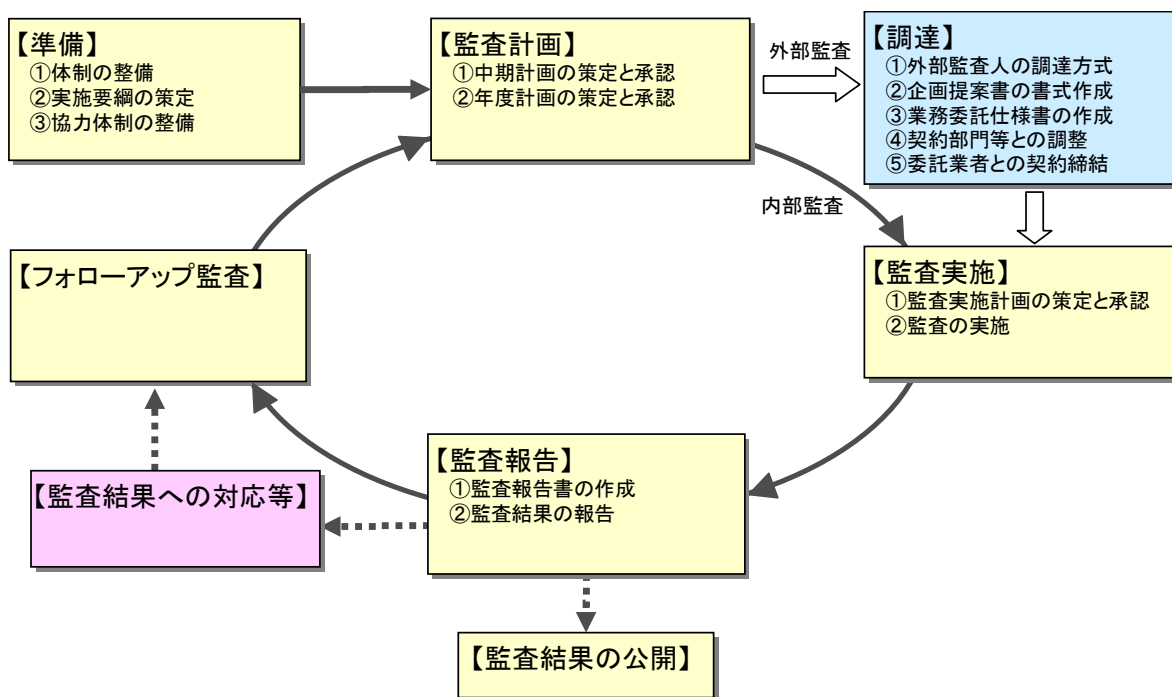 【準備】
①体制の整備
②実施要綱の策定
③協力体制の整備
【監査計画】
①中期計画の策定と承認
②年度計画の策定と承認
外部監査
【調達】
①外部監査人の調達方式
②企画提案書の書式作成
③業務委託仕様書の作成
④契約部門等との調整
⑤委託業者との契約締結
内部監査
【監査実施】
①監査実施計画の策定と承認
②監査の実施
【フォローアップ監査】
【監査報告】
①監査報告書の作成
②監査結果の報告
【監査結果への対応等】
【監査結果の公開】